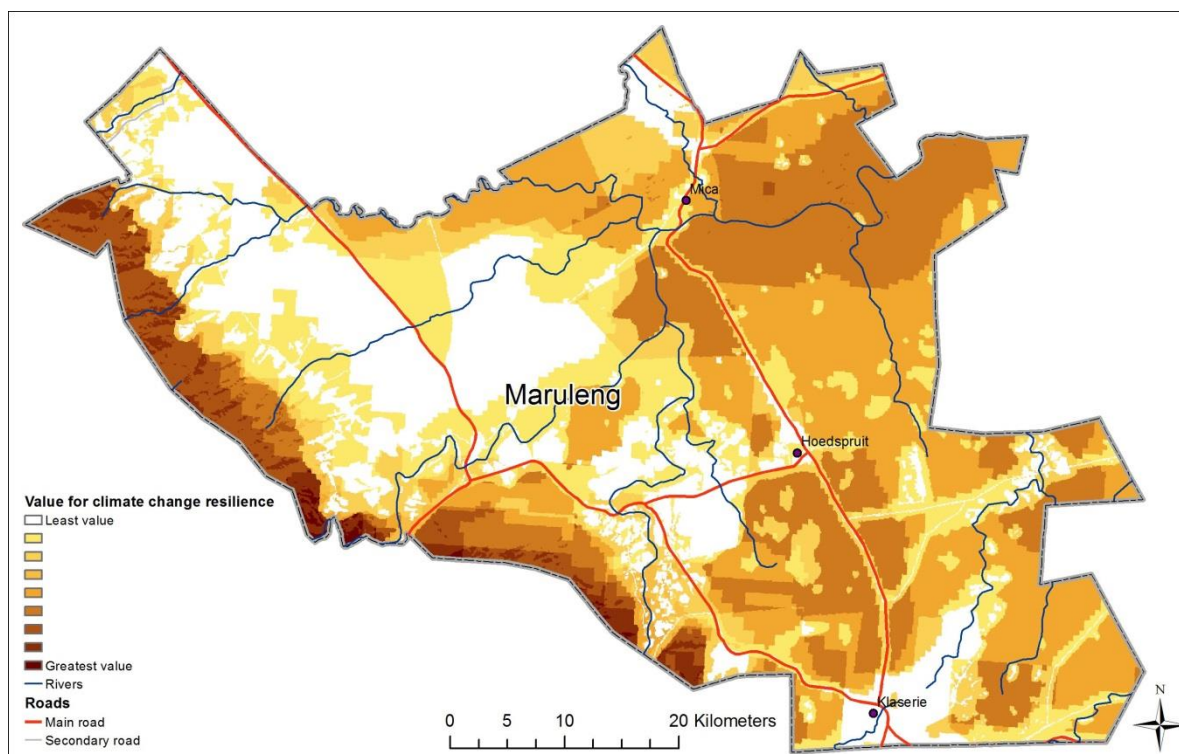 Mica
Maruleng
Hoedspruit
Klaserie
Value for climate change resilience
Least value
Greatest value
Rivers
Roads
Main road
Secondary road
0 5 10 20 Kilometers
N